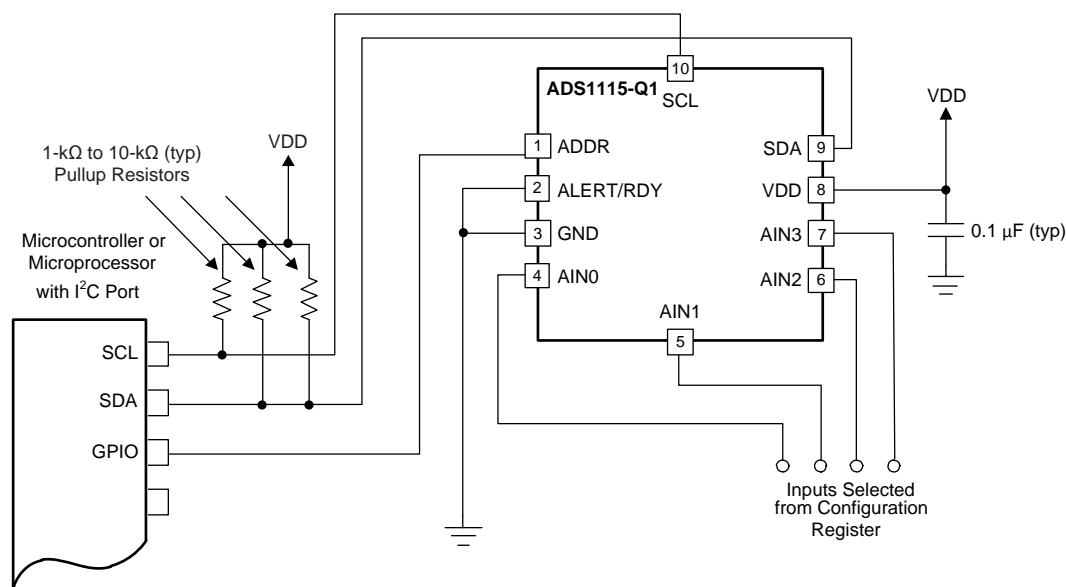 10
ADS1115-Q1
SCL
VDD
VDD
1-kΩ to 10-kΩ (typ)
Pullup Resistors
1
ADDR
SDA
9
2
ALERT/RDY
VDD
8
Microcontroller or
Microprocessor
with I²C Port
3
GND
AIN3
7
0.1 µF (typ)
4
AIN0
AIN2
6
AIN1
5
SCL
SDA
GPIO
Inputs Selected
from Configuration
Register